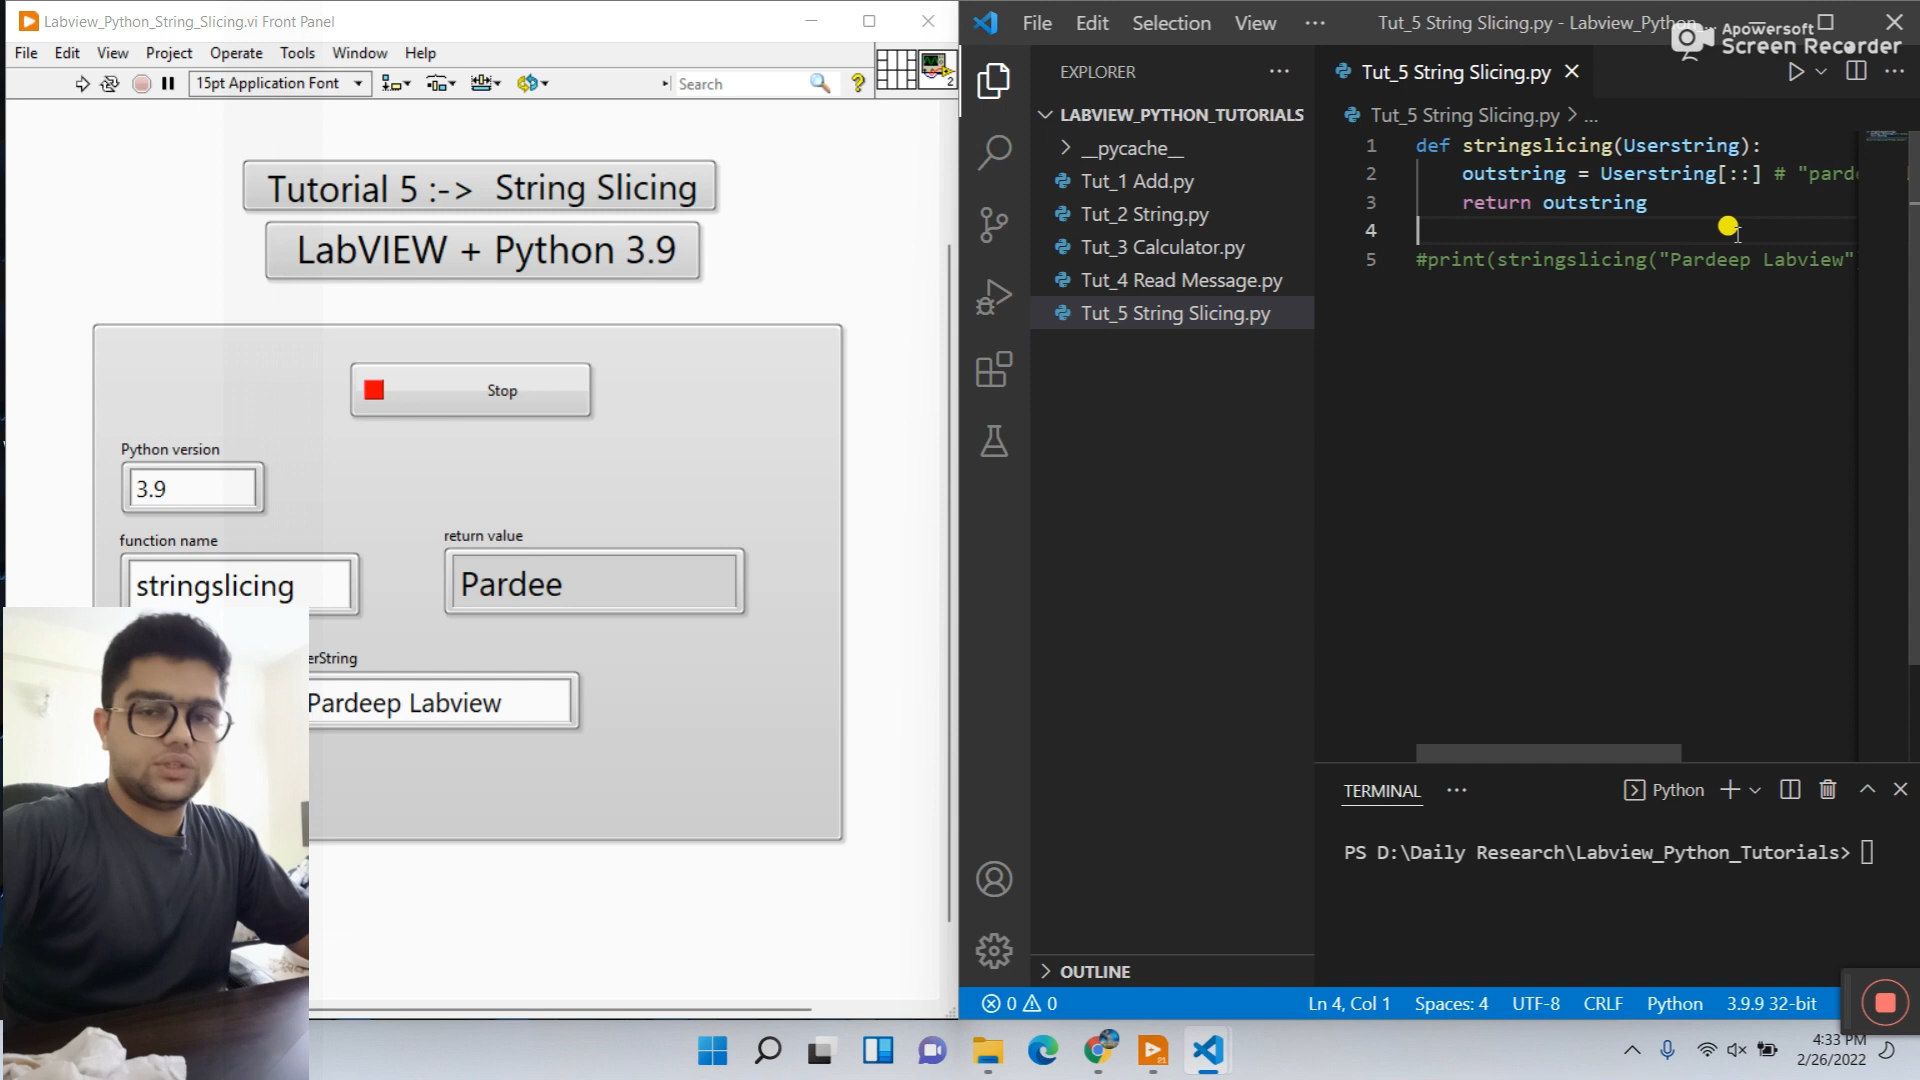 Labview_Python_String_Slicing.vi Front Panel
File Edit View Project Operate Tools Window Help
15pt Application Font
Search
2
Tutorial 5 :-> String Slicing
LabVIEW + Python 3.9
Stop
Python version
3.9
function name
stringslicing
return value
Pardee
erString
Pardeep Labview
File Edit Selection View ···
Tut_5 String Slicing.py - Labview_Python
Apowersoft
Screen Recorder
EXPLORER
LABVIEW_PYTHON_TUTORIALS
__pycache__
Tut_1 Add.py
Tut_2 String.py
Tut_3 Calculator.py
Tut_4 Read Message.py
Tut_5 String Slicing.py
Tut_5 String Slicing.py
Tut_5 String Slicing.py > ...
1 def stringslicing(Userstring):
2 outstring = Userstring[::] # "parde
3 return outstring
4
5 #print(stringslicing("Pardeep Labview"
TERMINAL
Python
PS D:\Daily Research\Labview_Python_Tutorials>
OUTLINE
0 0
Ln 4, Col 1 Spaces: 4 UTF-8 CRLF Python 3.9.9 32-bit
21
4:33 PM
2/26/2022